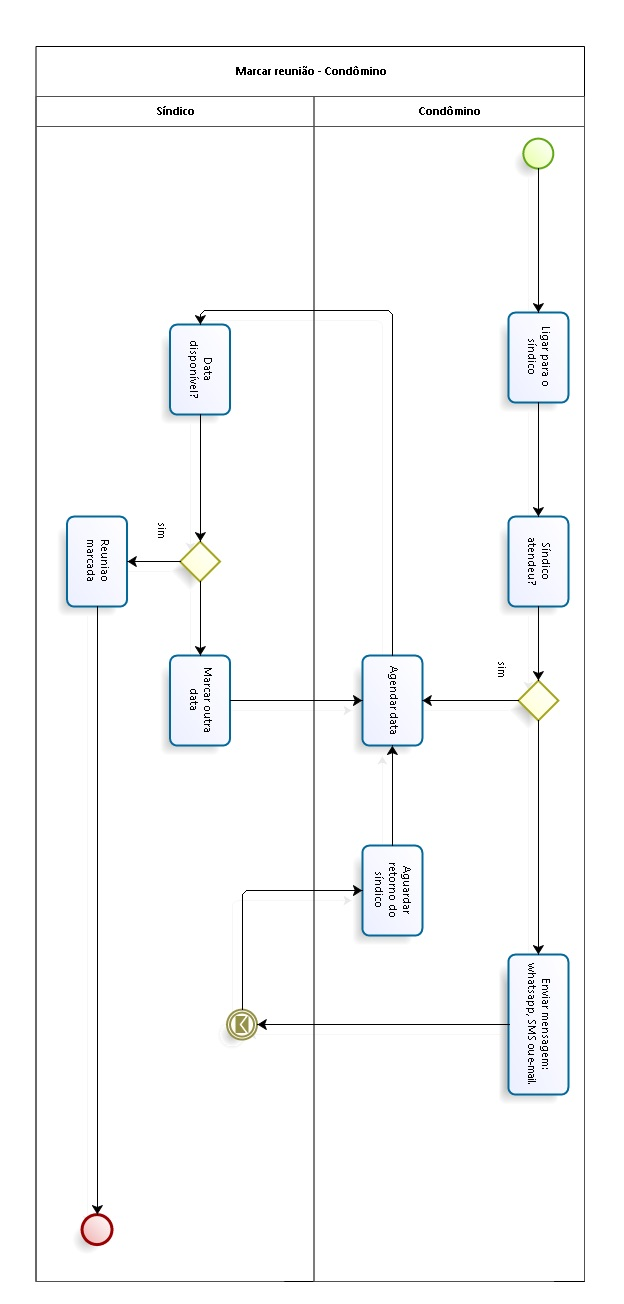 Marcar reunião - Condômino
Síndico
Condômino
Ligar para o
síndico
Síndico
atendeu?
sim
Agendar data
Data
disponível?
sim
Reuniao
marcada
Marcar outra
data
Aguardar
retorno do
síndico
Enviar mensagem:
whatsapp, SMS ou e-mail.